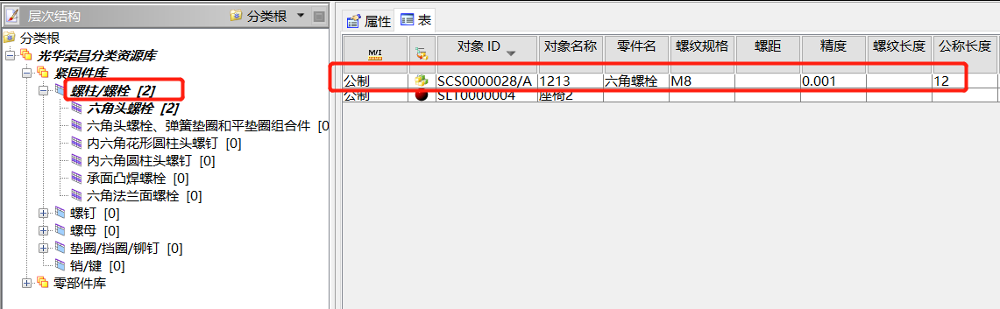 层次结构
分类根
分类根
光华荣昌分类资源库
紧固件库
螺柱/螺栓 [2]
六角头螺栓 [2]
六角头螺栓、弹簧垫圈和平垫圈组合件 [0
内六角花形圆柱头螺钉 [0]
内六角圆柱头螺钉 [0]
承面凸焊螺栓 [0]
六角法兰面螺栓 [0]
螺钉 [0]
螺母 [0]
垫圈/挡圈/铆钉 [0]
销/键 [0]
零部件库
属性 表
M/I 对象 ID 对象名称 零件名 螺纹规格 螺距 精度 螺纹长度 公称长度
公制 SCS0000028/A 1213 六角螺栓 M8 0.001 12
公制 SLT0000004 座椅2